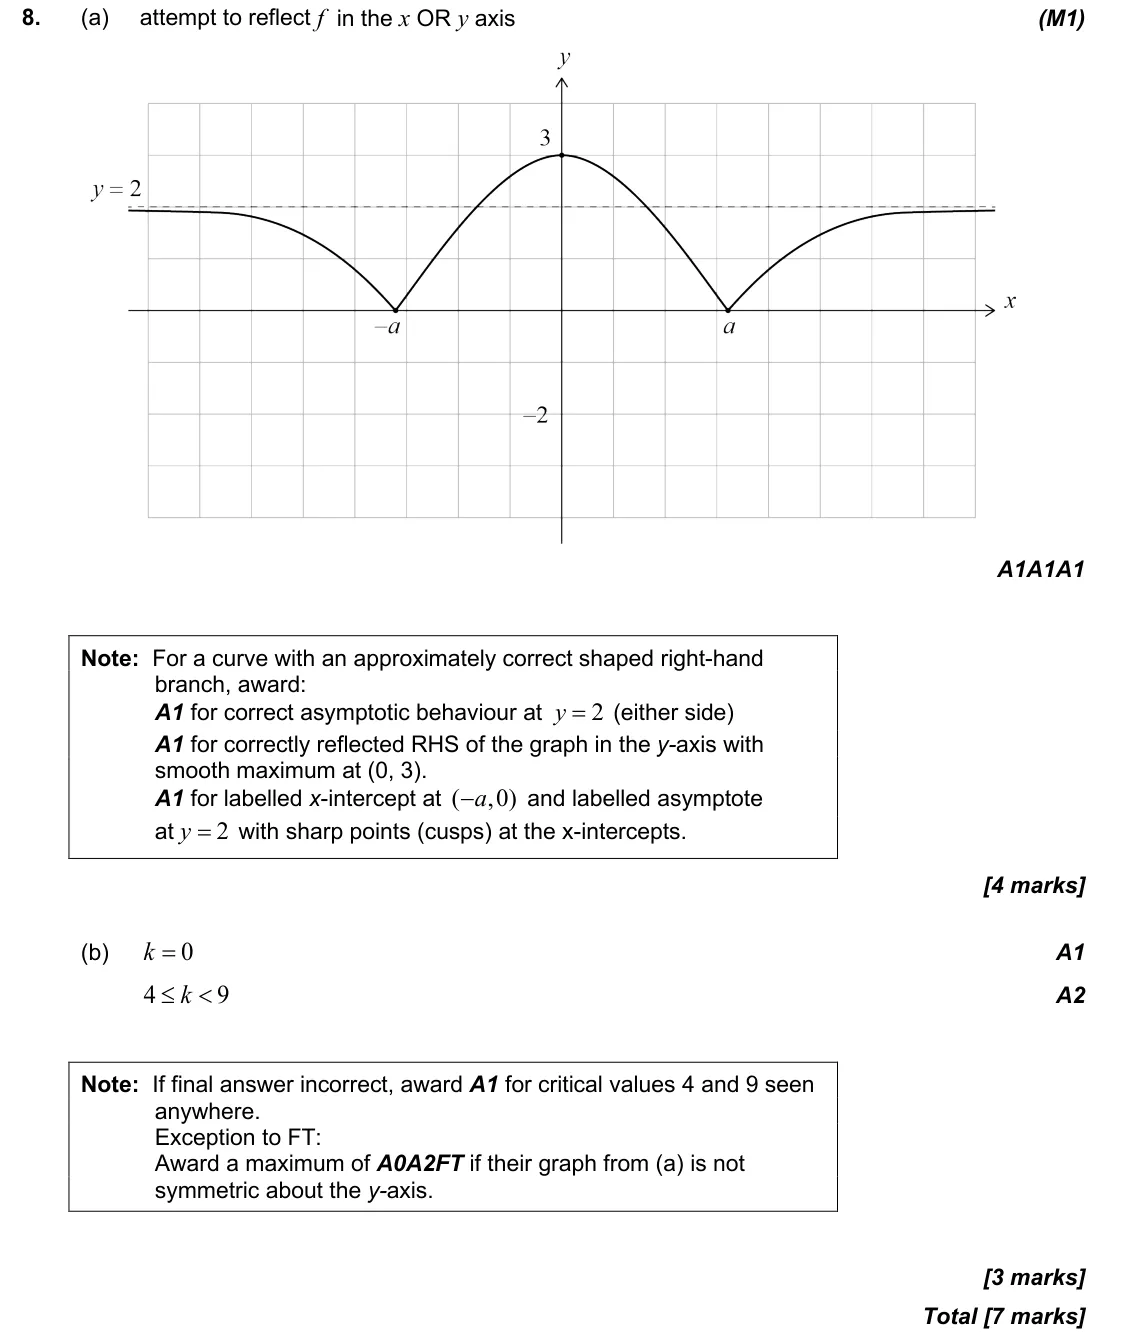 8. (a) attempt to reflect f in the x OR y axis (M1)
y
3
y = 2
x
−a
a
−2
A1A1A1
Note: For a curve with an approximately correct shaped right-hand
branch, award:
A1 for correct asymptotic behaviour at y = 2 (either side)
A1 for correctly reflected RHS of the graph in the y-axis with
smooth maximum at (0, 3).
A1 for labelled x-intercept at (−a,0) and labelled asymptote
at y = 2 with sharp points (cusps) at the x-intercepts.
[4 marks]
(b) k = 0 A1
4 ≤ k < 9 A2
Note: If final answer incorrect, award A1 for critical values 4 and 9 seen
anywhere.
Exception to FT:
Award a maximum of A0A2FT if their graph from (a) is not
symmetric about the y-axis.
[3 marks]
Total [7 marks]